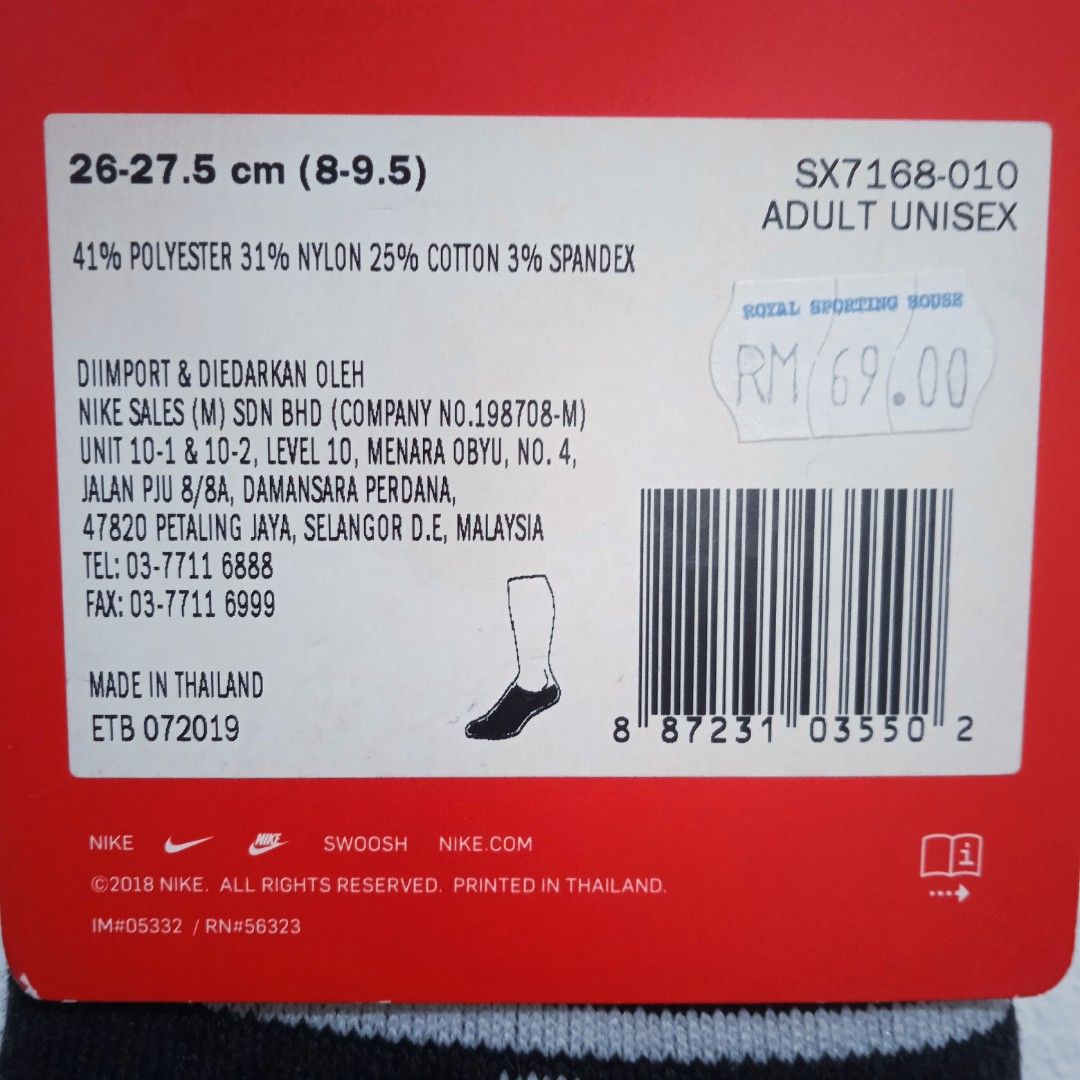 26-27.5 cm (8-9.5)
SX7168-010
ADULT UNISEX
41% POLYESTER 31% NYLON 25% COTTON 3% SPANDEX
ROYAL SPORTING HOUSE
RM 69.00
DIIMPORT & DIEDARKAN OLEH
NIKE SALES (M) SDN BHD (COMPANY NO.198708-M)
UNIT 10-1 & 10-2, LEVEL 10, MENARA OBYU, NO. 4,
JALAN PJU 8/8A, DAMANSARA PERDANA,
47820 PETALING JAYA, SELANGOR D.E, MALAYSIA
TEL: 03-7711 6888
FAX: 03-7711 6999
MADE IN THAILAND
ETB 072019
8 87231 03550 2
NIKE NIKE SWOOSH NIKE.COM
©2018 NIKE. ALL RIGHTS RESERVED. PRINTED IN THAILAND.
IM#05332 / RN#56323
i